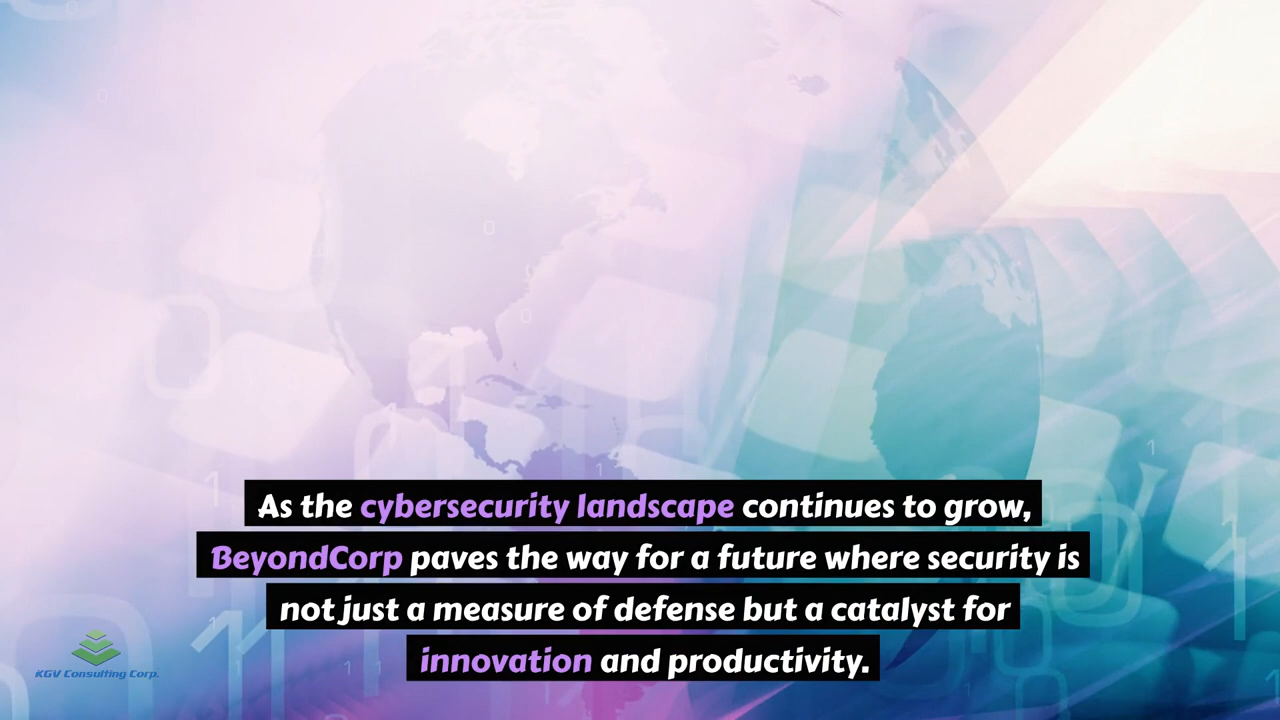 As the cybersecurity landscape continues to grow,
BeyondCorp paves the way for a future where security is
not just a measure of defense but a catalyst for
innovation and productivity.
KGV Consulting Corp.